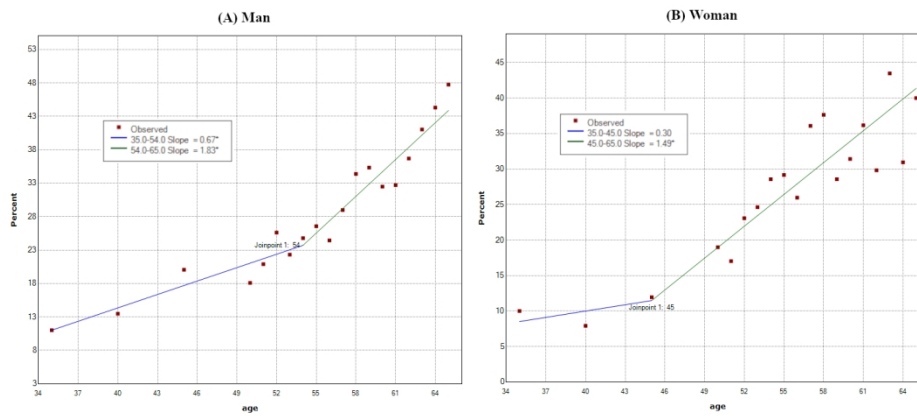 (A) Man
53
48
43
38
33
28
23
18
13
8
3
Percent
Observed
35.0-54.0 Slope = 0.67*
54.0-65.0 Slope = 1.83*
Joinpoint 1: 54
34 37 40 43 46 49 52 55 58 61 64
age
(B) Woman
45
40
35
30
25
20
15
10
5
0
Percent
Observed
35.0-45.0 Slope = 0.30
45.0-65.0 Slope = 1.49*
Joinpoint 1: 45
34 37 40 43 46 49 52 55 58 61 64
age